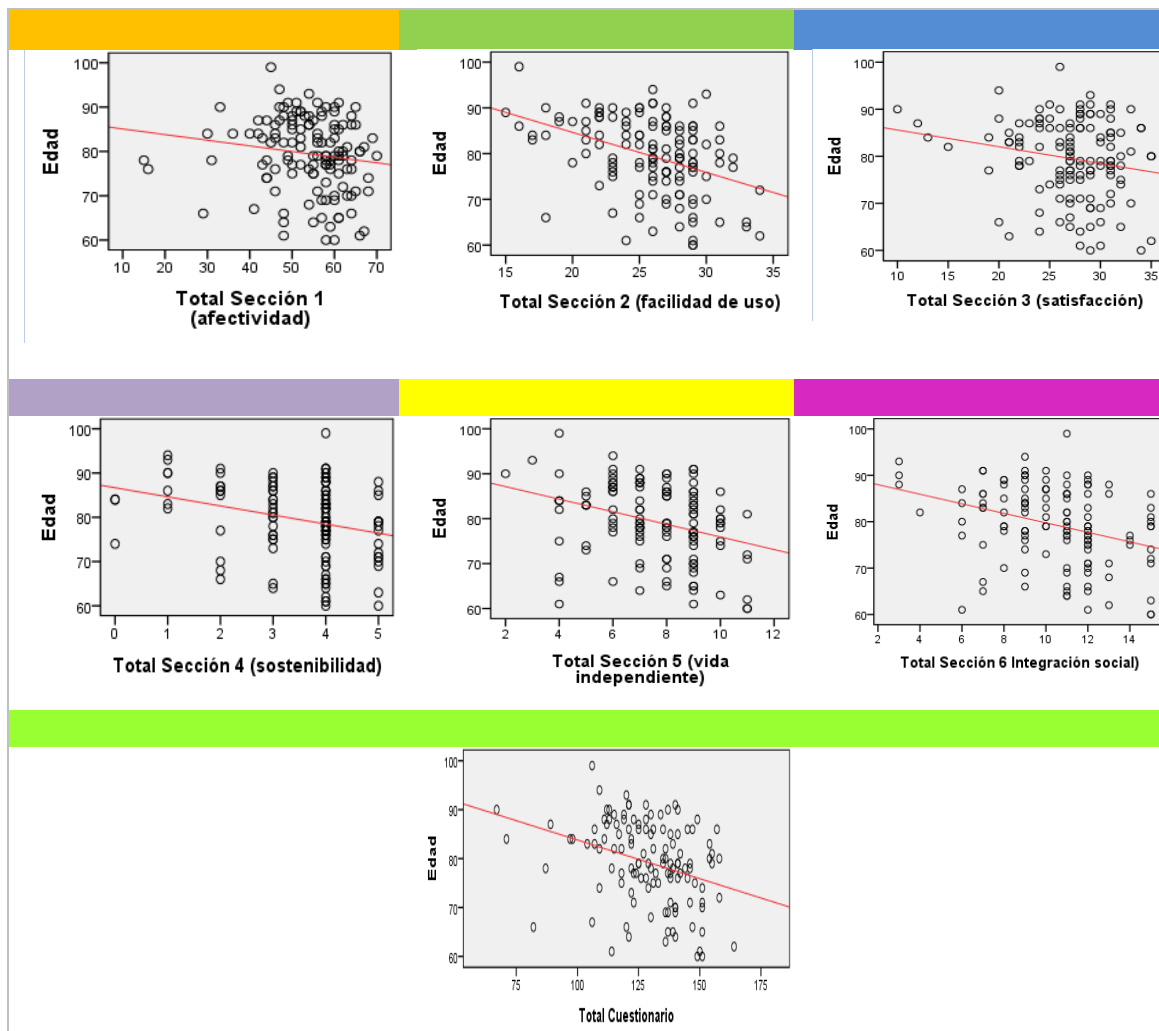 Edad
100
90
80
70
60
10 20 30 40 50 60 70
Total Sección 1
(afectividad)
Edad
100
90
80
70
60
15 20 25 30 35
Total Sección 2 (facilidad de uso)
Edad
100
90
80
70
60
10 15 20 25 30 35
Total Sección 3 (satisfacción)
Edad
100
90
80
70
60
0 1 2 3 4 5
Total Sección 4 (sostenibilidad)
Edad
100
90
80
70
60
2 4 6 8 10 12
Total Sección 5 (vida
independiente)
Edad
100
90
80
70
60
2 4 6 8 10 12 14
Total Sección 6 Integración social)
Edad
100
90
80
70
60
75 100 125 150 175
Total Cuestionario